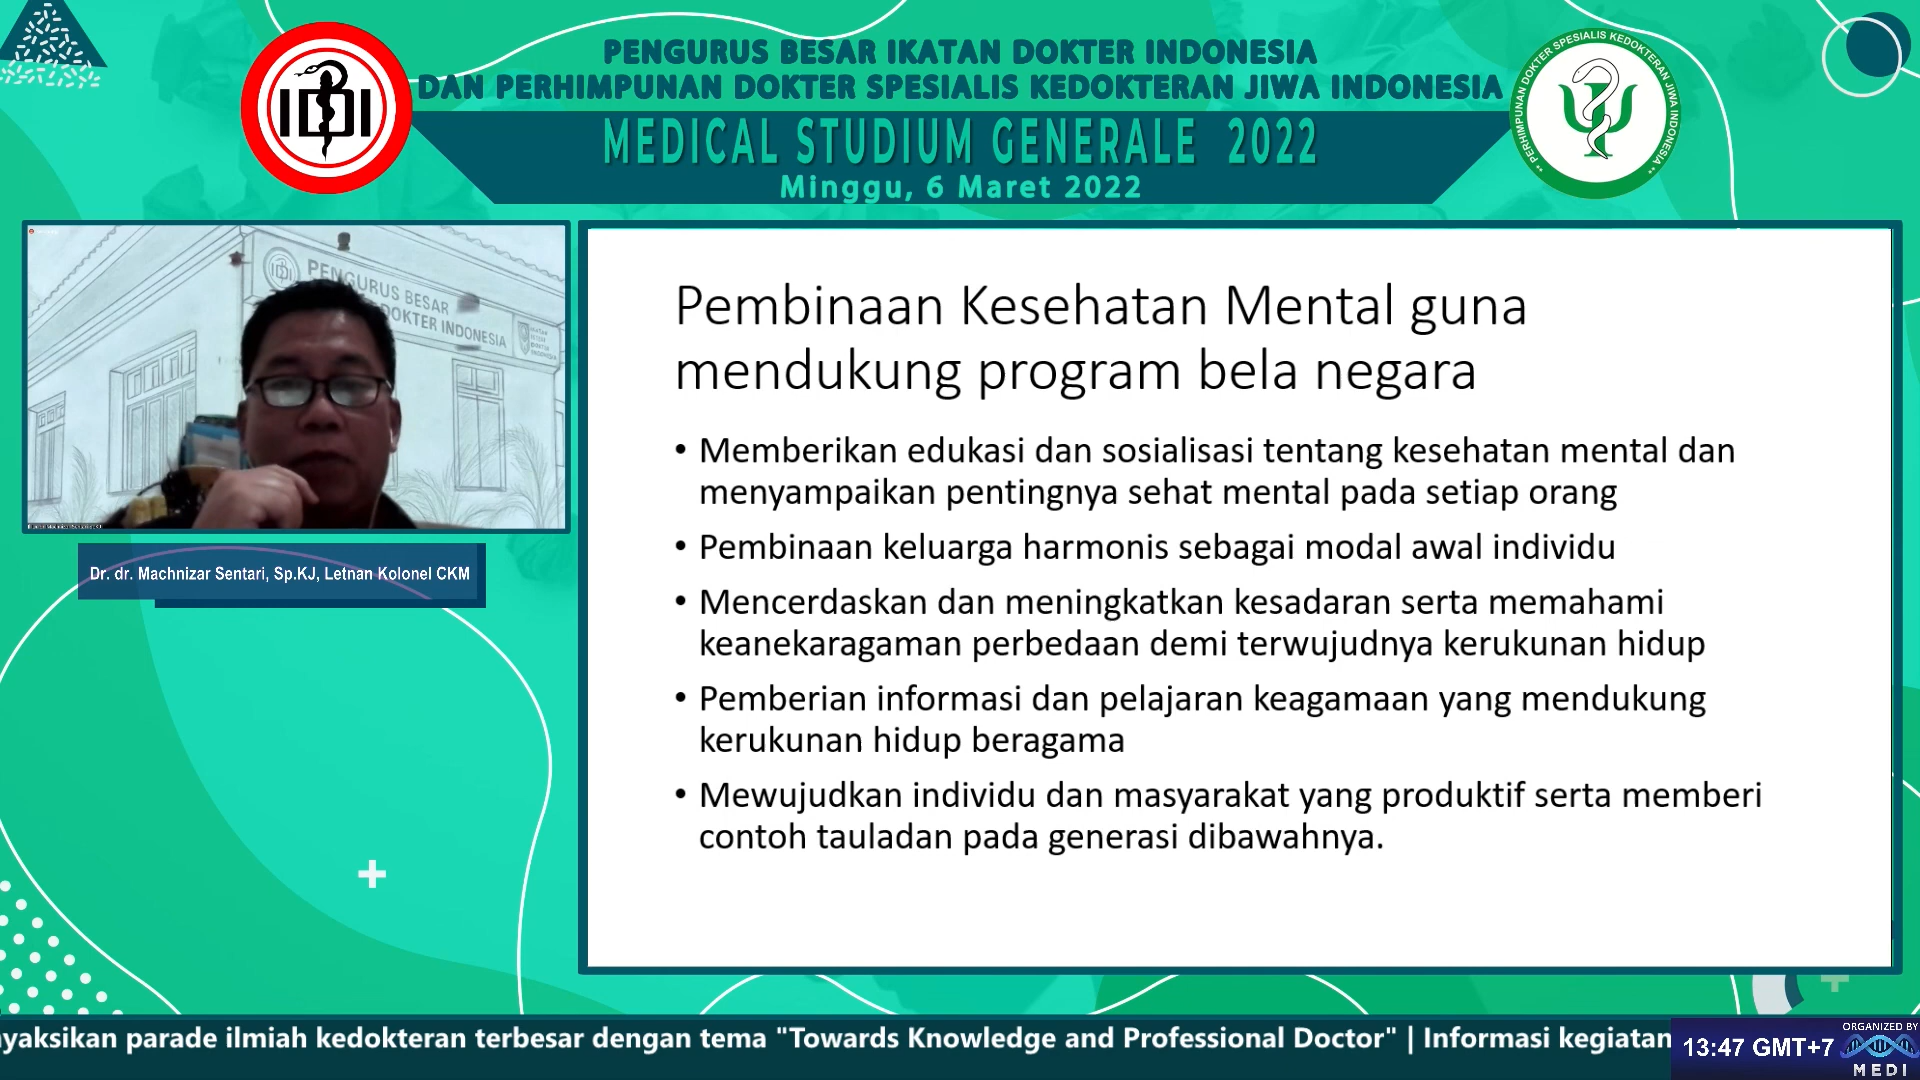 PENGURUS BESAR IKATAN DOKTER INDONESIA
DAN PERHIMPUNAN DOKTER SPESIALIS KEDOKTERAN JIWA INDONESIA
MEDICAL STUDIUM GENERALE 2022
Minggu, 6 Maret 2022
IDI
PERHIMPUNAN DOKTER SPESIALIS KEDOKTERAN JIWA INDONESIA
IDI
PENGURUS BESAR
DOKTER INDONESIA
IKATAN
DOKTER
INDONESIA
Dr. dr. Machnizar Sentari, Sp.KJ, Letnan Kolonel CKM
Pembinaan Kesehatan Mental guna
mendukung program bela negara
• Memberikan edukasi dan sosialisasi tentang kesehatan mental dan
menyampaikan pentingnya sehat mental pada setiap orang
• Pembinaan keluarga harmonis sebagai modal awal individu
• Mencerdaskan dan meningkatkan kesadaran serta memahami
keanekaragaman perbedaan demi terwujudnya kerukunan hidup
• Pemberian informasi dan pelajaran keagamaan yang mendukung
kerukunan hidup beragama
• Mewujudkan individu dan masyarakat yang produktif serta memberi
contoh tauladan pada generasi dibawahnya.
yaksikan parade ilmiah kedokteran terbesar dengan tema "Towards Knowledge and Professional Doctor" | Informasi kegiatan
13:47 GMT+7
ORGANIZED BY
MEDI